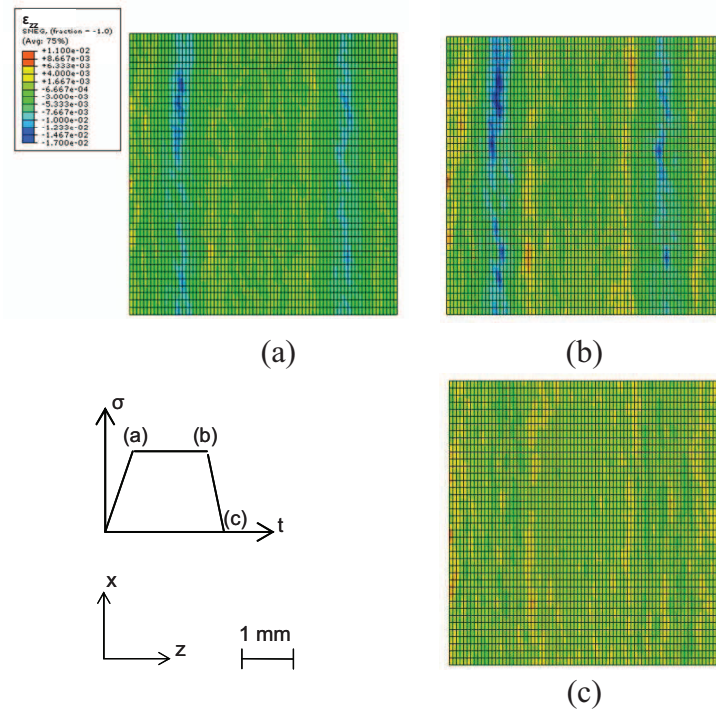 ε_zz
SNEG, (fraction = -1.0)
(Avg: 75%)
+1.100e-02
+8.667e-03
+6.333e-03
+4.000e-03
+1.667e-03
-6.667e-04
-3.000e-03
-5.333e-03
-7.667e-03
-1.000e-02
-1.233e-02
-1.467e-02
-1.700e-02
(a)
(b)
σ
(a)
(b)
(c)
t
x
z
1 mm
(c)